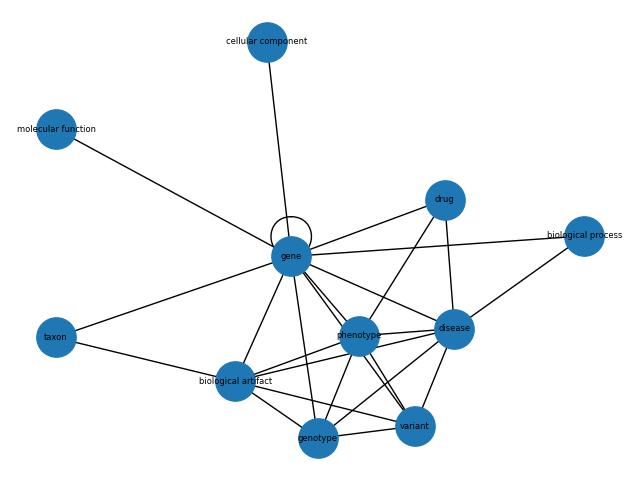 cellular component
molecular function
drug
biological process
gene
disease
phenotype
taxon
biological artifact
variant
genotype